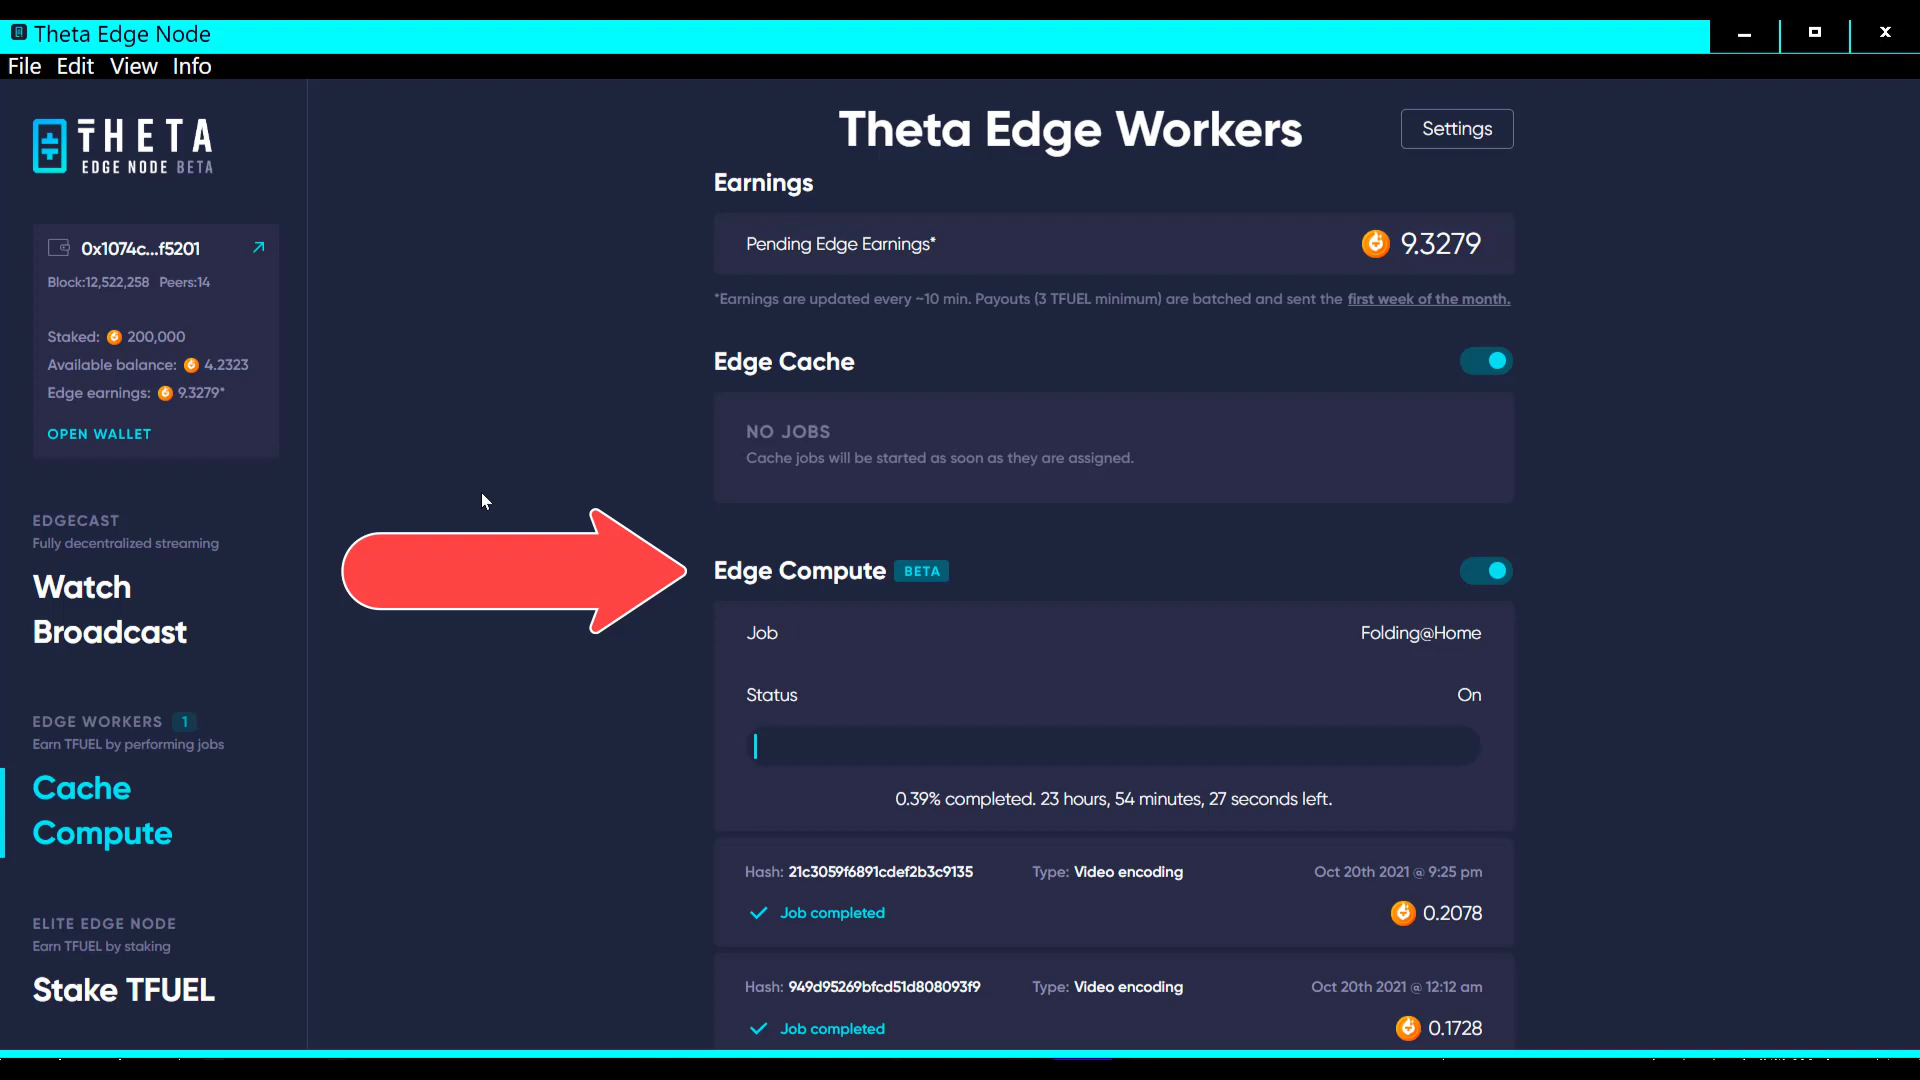 Theta Edge Node
File Edit View Info
THETA
EDGE NODE BETA
0x1074c...f5201
Block:12,522,258 Peers:14
Staked: 200,000
Available balance: 4.2323
Edge earnings: 9.3279*
OPEN WALLET
EDGECAST
Fully decentralized streaming
Watch
Broadcast
EDGE WORKERS 1
Earn TFUEL by performing jobs
Cache
Compute
ELITE EDGE NODE
Earn TFUEL by staking
Stake TFUEL
Theta Edge Workers
Settings
Earnings
Pending Edge Earnings* 9.3279
*Earnings are updated every ~10 min. Payouts (3 TFUEL minimum) are batched and sent the first week of the month.
Edge Cache
NO JOBS
Cache jobs will be started as soon as they are assigned.
Edge Compute BETA
Job Folding@Home
Status On
0.39% completed. 23 hours, 54 minutes, 27 seconds left.
Hash: 21c3059f6891cdef2b3c9135 Type: Video encoding Oct 20th 2021 @ 9:25 pm
Job completed 0.2078
Hash: 949d95269bfcd51d808093f9 Type: Video encoding Oct 20th 2021 @ 12:12 am
Job completed 0.1728